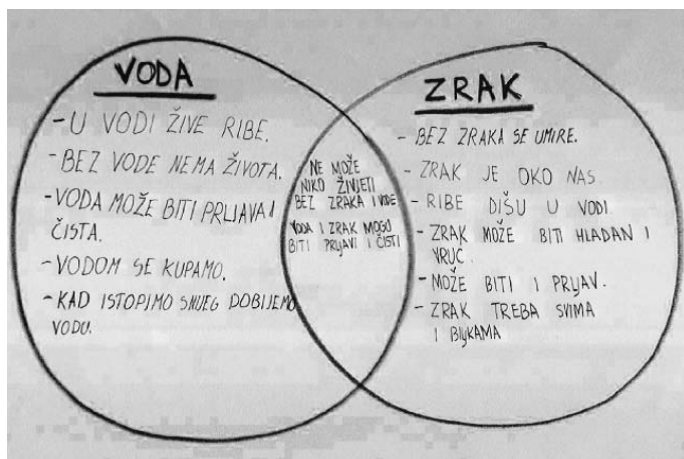 VODA
- U VODI ŽIVE RIBE.
- BEZ VODE NEMA ŽIVOTA.
- VODA MOŽE BITI PRLJAVA I
ČISTA.
- VODOM SE KUPAMO.
- KAD ISTOPIMO SNIJEG DOBIJEMO
VODU.
NE MOŽE
NIKO ŽIVJETI
BEZ ZRAKA I VODE
VODA I ZRAK MOGU
BITI PRLJAVI I ČISTI
ZRAK
- BEZ ZRAKA SE UMIRE.
- ZRAK JE OKO NAS.
- RIBE DIŠU U VODI.
- ZRAK MOŽE BITI HLADAN I
VRUĆ.
- MOŽE BITI I PRLJAV.
- ZRAK TREBA SVIMA
I BILJKAMA